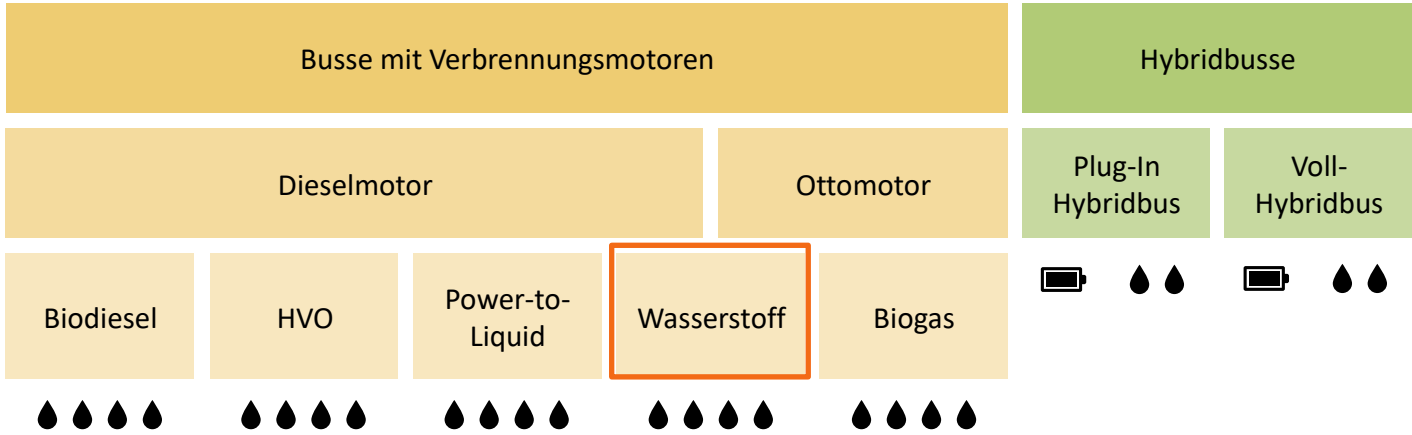 Busse mit Verbrennungsmotoren
Hybridbusse
Dieselmotor
Ottomotor
Plug-In
Hybridbus
Voll-
Hybridbus
Biodiesel
HVO
Power-to-
Liquid
Wasserstoff
Biogas